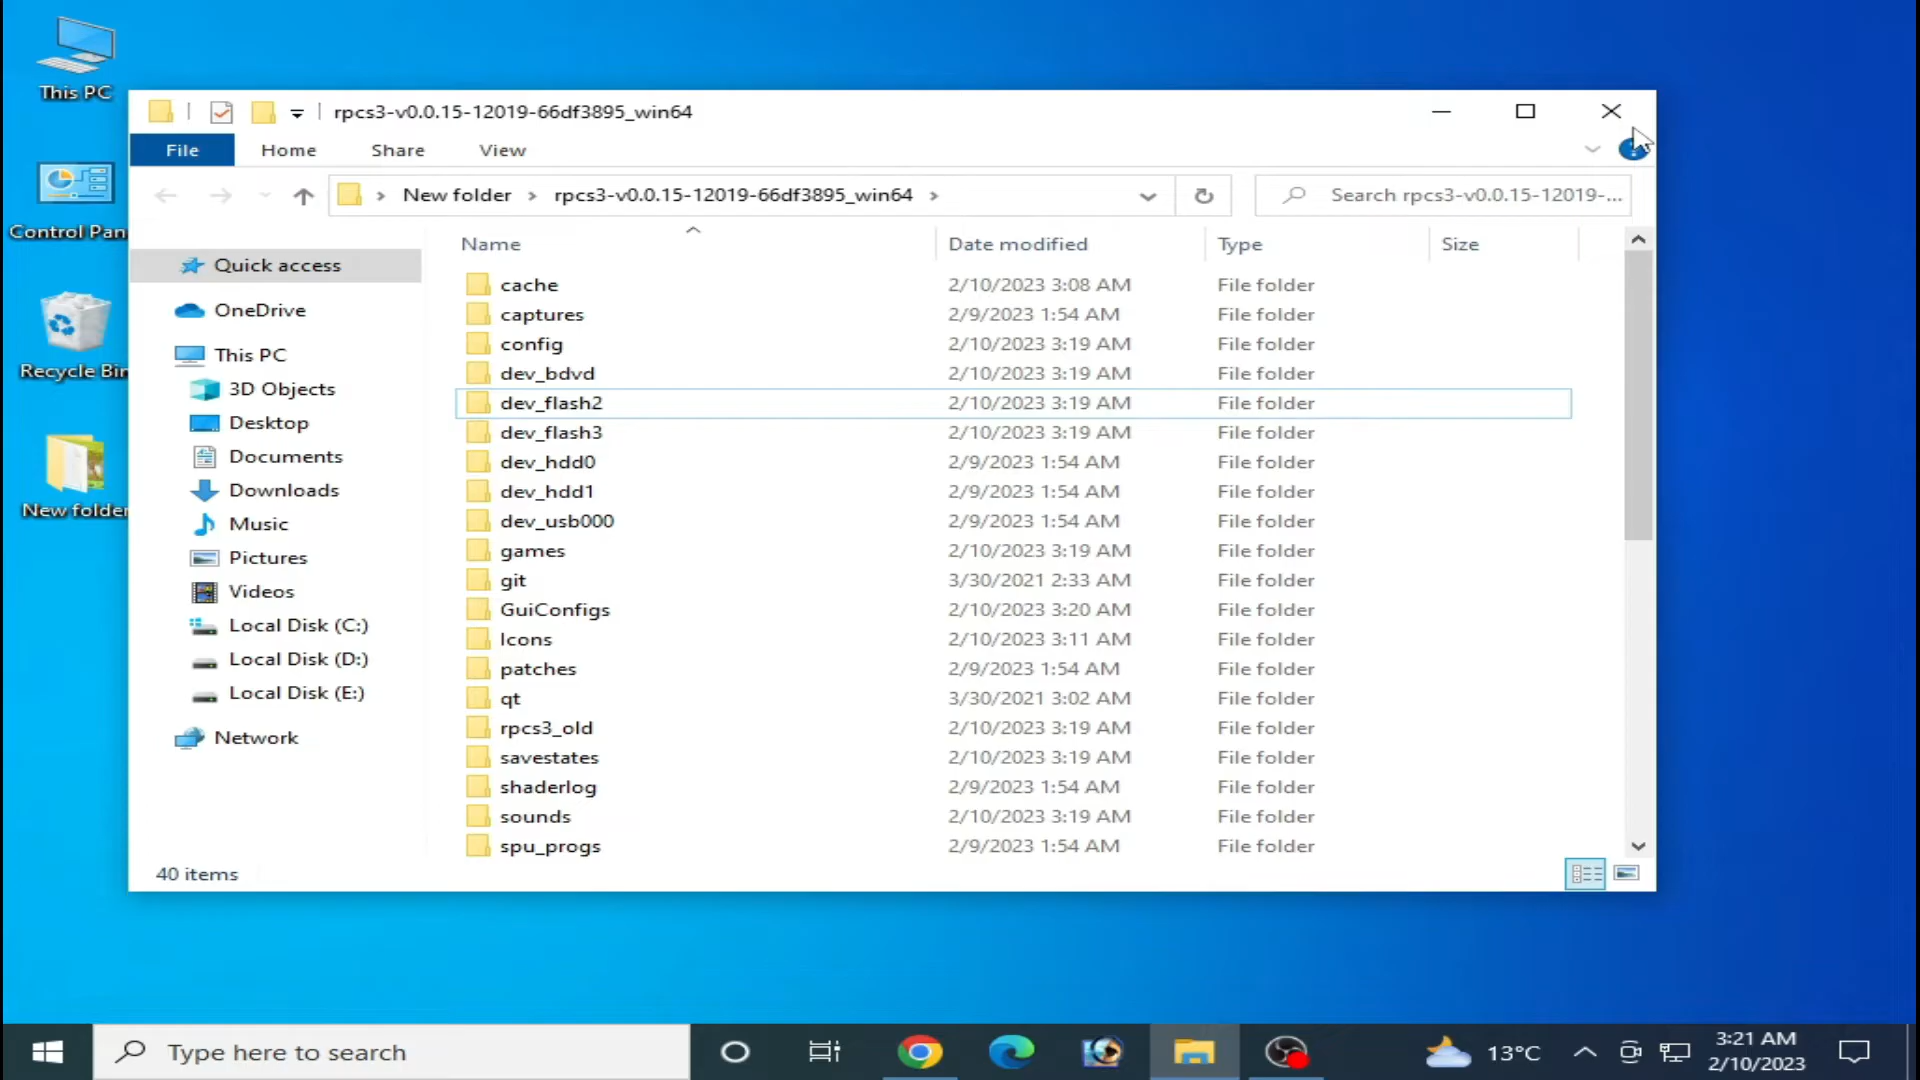 This PC
Control Pan
Recycle Bin
New folder
rpcs3-v0.0.15-12019-66df3895_win64
File Home Share View
New folder rpcs3-v0.0.15-12019-66df3895_win64
Search rpcs3-v0.0.15-12019-...
Quick access
OneDrive
This PC
3D Objects
Desktop
Documents
Downloads
Music
Pictures
Videos
Local Disk (C:)
Local Disk (D:)
Local Disk (E:)
Network
Name Date modified Type Size
cache 2/10/2023 3:08 AM File folder
captures 2/9/2023 1:54 AM File folder
config 2/10/2023 3:19 AM File folder
dev_bdvd 2/10/2023 3:19 AM File folder
dev_flash2 2/10/2023 3:19 AM File folder
dev_flash3 2/10/2023 3:19 AM File folder
dev_hdd0 2/9/2023 1:54 AM File folder
dev_hdd1 2/9/2023 1:54 AM File folder
dev_usb000 2/9/2023 1:54 AM File folder
games 2/10/2023 3:19 AM File folder
git 3/30/2021 2:33 AM File folder
GuiConfigs 2/10/2023 3:20 AM File folder
Icons 2/10/2023 3:11 AM File folder
patches 2/9/2023 1:54 AM File folder
qt 3/30/2021 3:02 AM File folder
rpcs3_old 2/10/2023 3:19 AM File folder
savestates 2/10/2023 3:19 AM File folder
shaderlog 2/9/2023 1:54 AM File folder
sounds 2/10/2023 3:19 AM File folder
spu_progs 2/9/2023 1:54 AM File folder
40 items
Type here to search
13°C
3:21 AM
2/10/2023